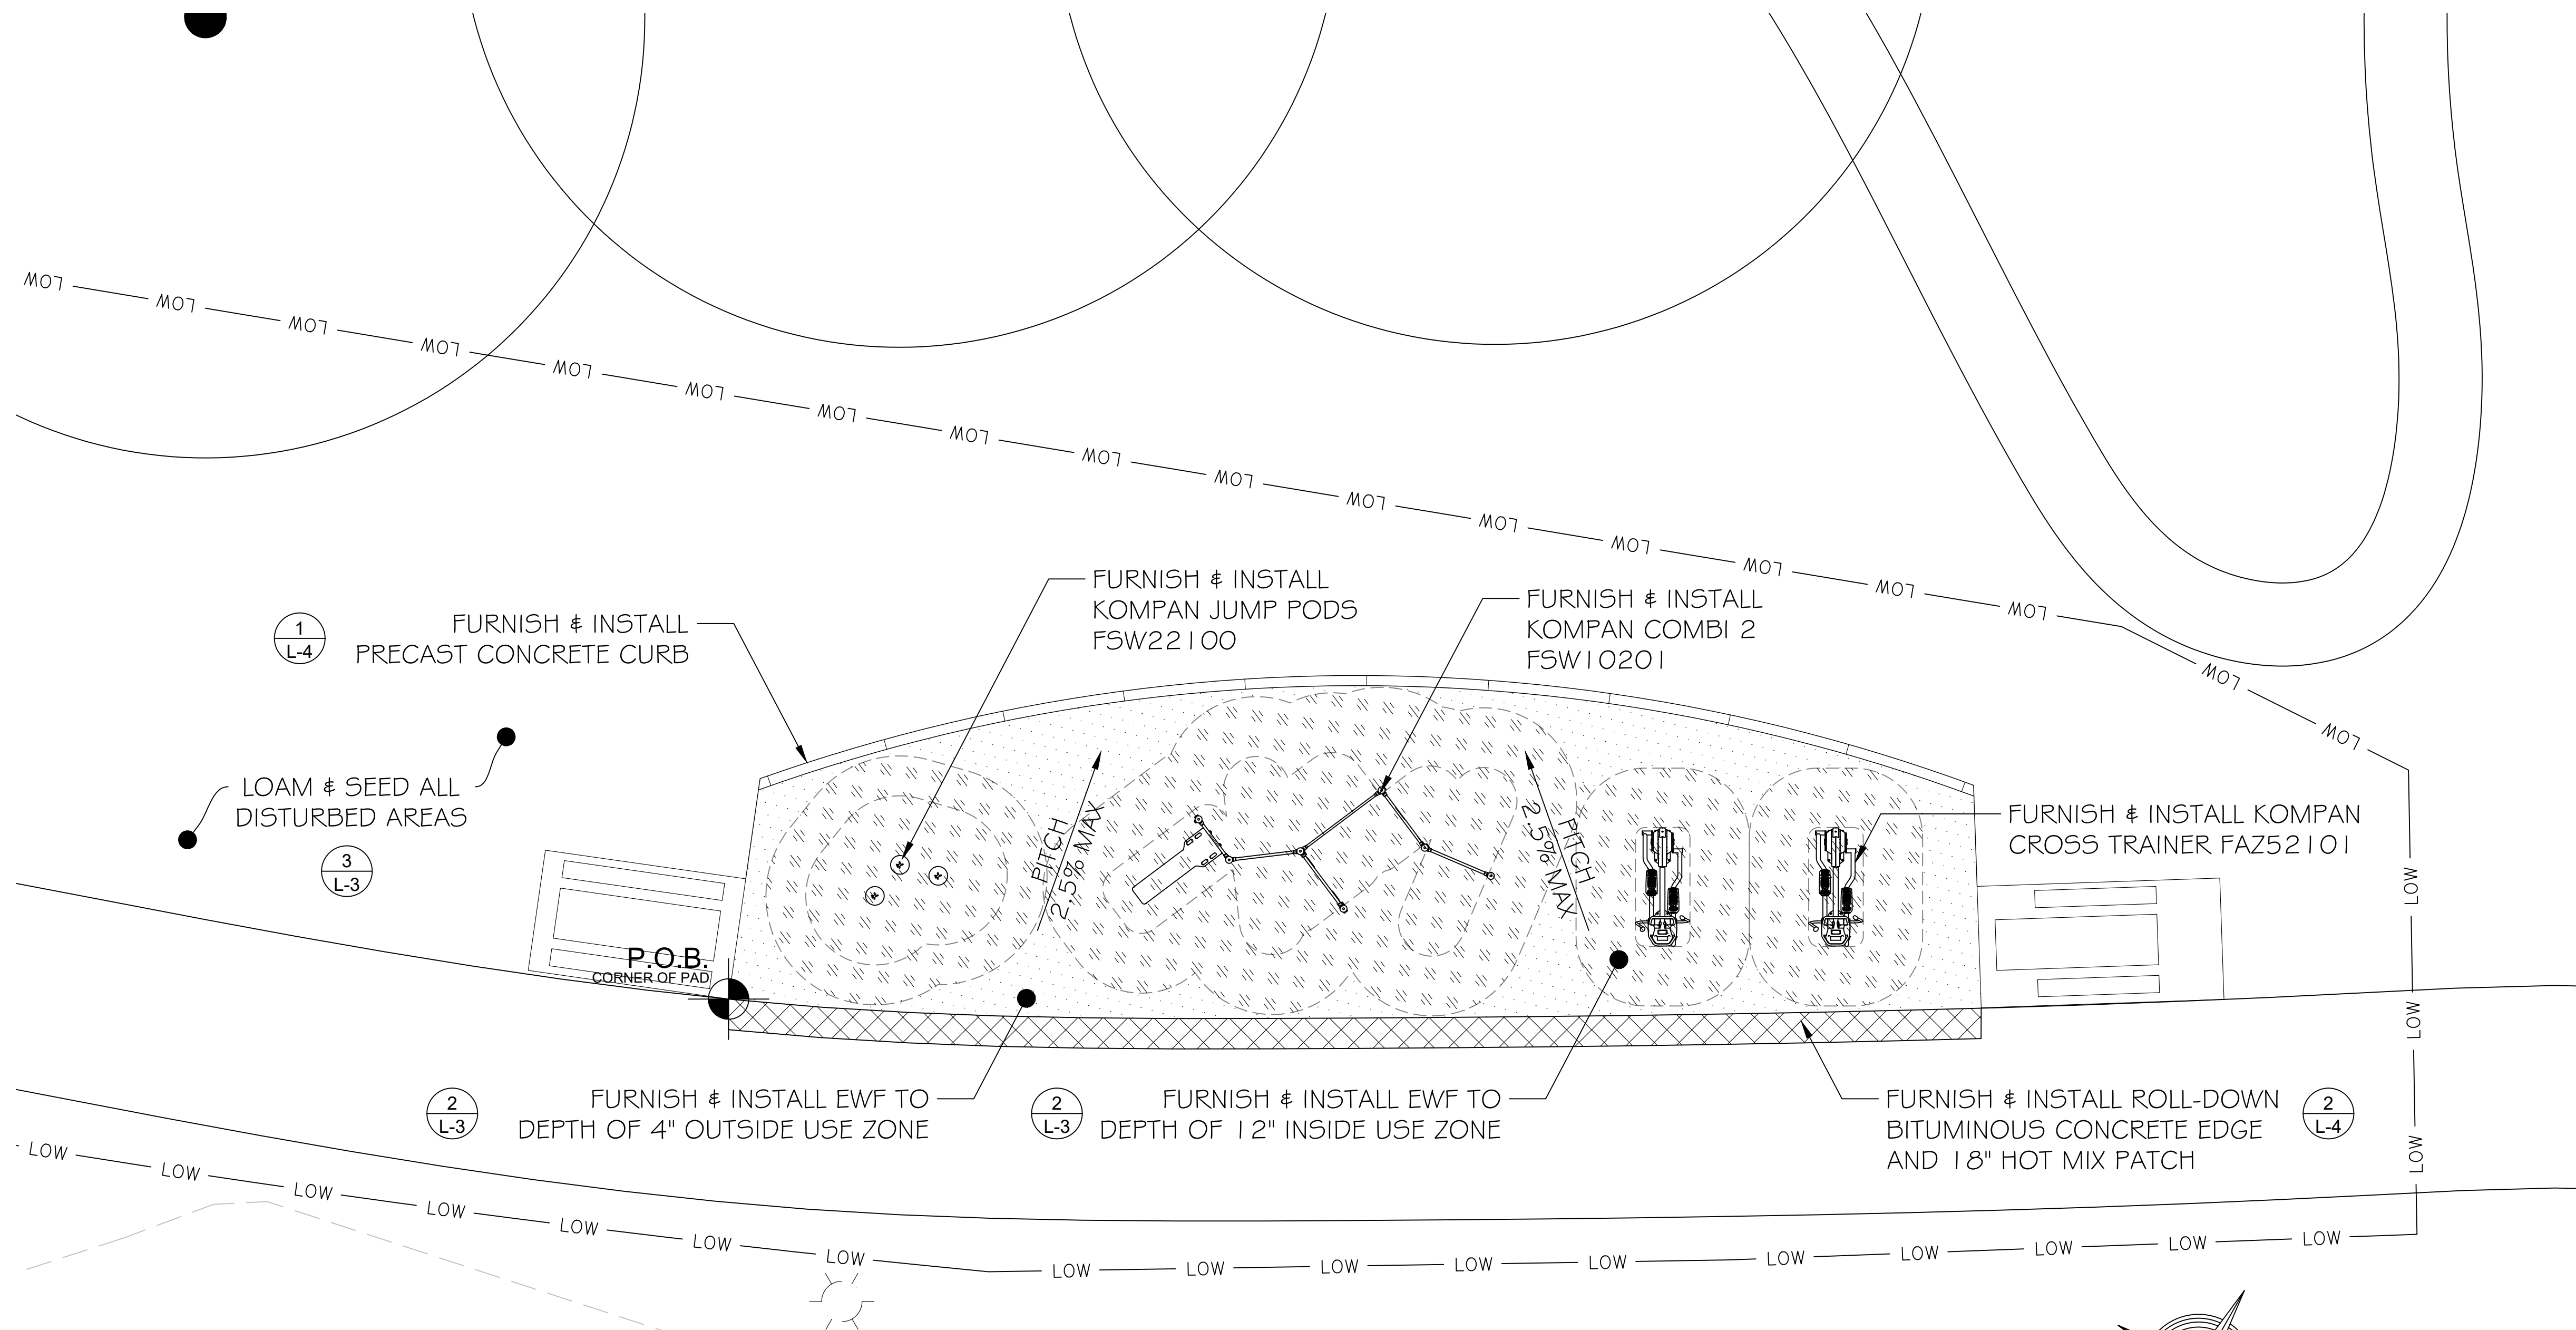 LOW LOW LOW LOW LOW LOW LOW LOW LOW LOW LOW LOW LOW LOW LOW LOW LOW LOW
FURNISH & INSTALL
KOMPAN JUMP PODS
FSW22100
FURNISH & INSTALL
KOMPAN COMBI 2
FSW10201
1
L-4
FURNISH & INSTALL
PRECAST CONCRETE CURB
LOAM & SEED ALL
DISTURBED AREAS
3
L-3
PITCH
2.5% MAX
PITCH
2.5% MAX
FURNISH & INSTALL KOMPAN
CROSS TRAINER FAZ52101
P.O.B.
CORNER OF PAD
LOW
LOW
LOW
2
L-3
FURNISH & INSTALL EWF TO
DEPTH OF 4" OUTSIDE USE ZONE
2
L-3
FURNISH & INSTALL EWF TO
DEPTH OF 12" INSIDE USE ZONE
FURNISH & INSTALL ROLL-DOWN
BITUMINOUS CONCRETE EDGE
AND 18" HOT MIX PATCH
2
L-4
LOW LOW LOW LOW LOW LOW LOW LOW LOW LOW LOW LOW LOW LOW LOW LOW LOW